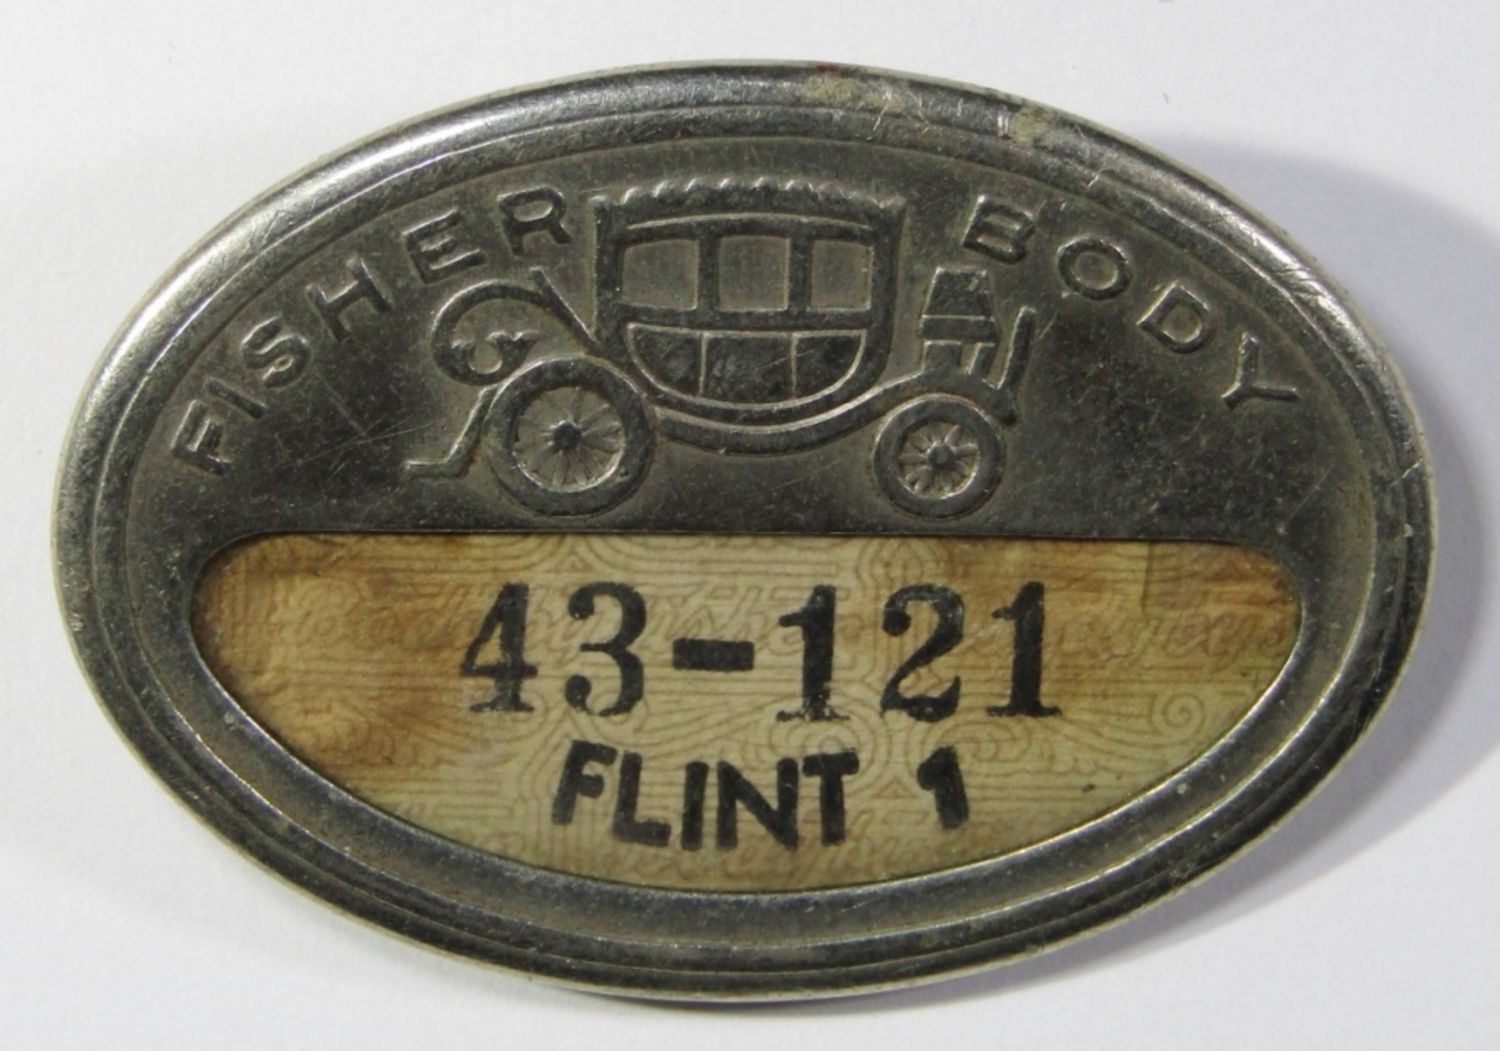 FISHER BODY
43-121
FLINT 1